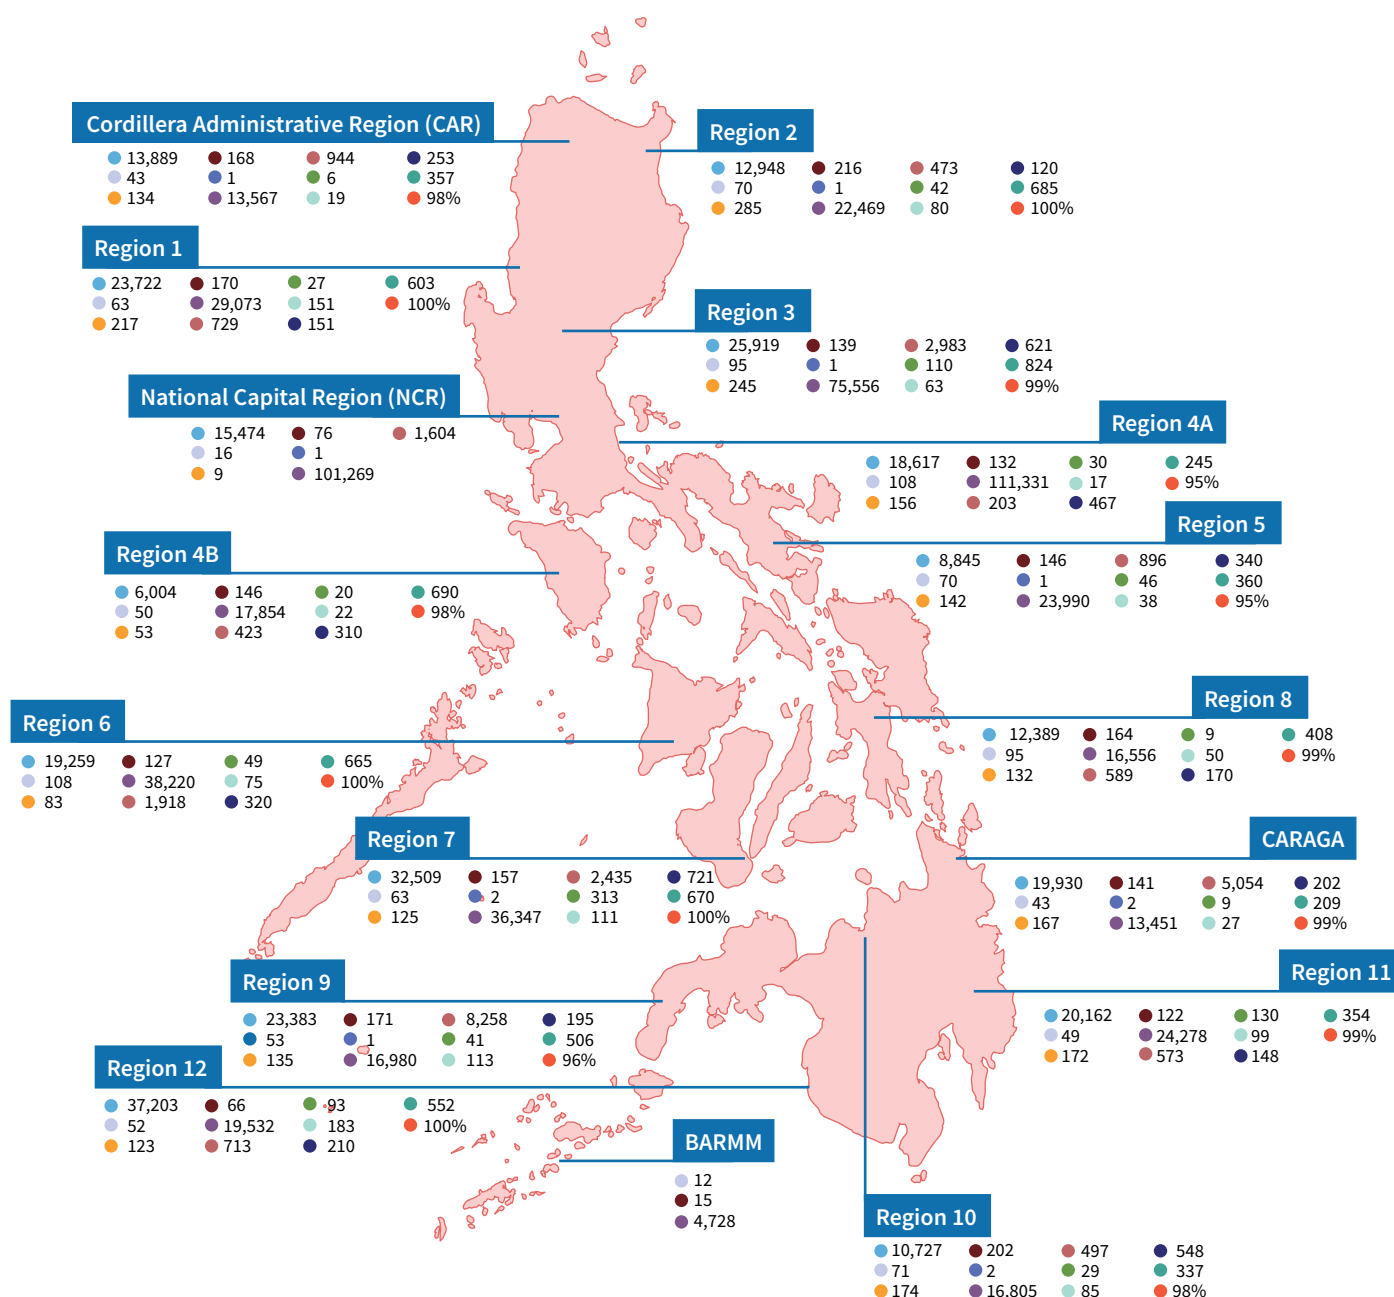 Cordillera Administrative Region (CAR)
13,889 168 944 253
43 1 6 357
134 13,567 19 98%
Region 2
12,948 216 473 120
70 1 42 685
285 22,469 80 100%
Region 1
23,722 170 27 603
63 29,073 151 100%
217 729 151
Region 3
25,919 139 2,983 621
95 1 110 824
245 75,556 63 99%
National Capital Region (NCR)
15,474 76 1,604
16 1
9 101,269
Region 4A
18,617 132 30 245
108 111,331 17 95%
156 203 467
Region 5
8,845 146 896 340
70 1 46 360
142 23,990 38 95%
Region 4B
6,004 146 20 690
50 17,854 22 98%
53 423 310
Region 8
12,389 164 9 408
95 16,556 50 99%
132 589 170
Region 6
19,259 127 49 665
108 38,220 75 100%
83 1,918 320
Region 7
32,509 157 2,435 721
63 2 313 670
125 36,347 111 100%
CARAGA
19,930 141 5,054 202
43 2 9 209
167 13,451 27 99%
Region 9
23,383 171 8,258 195
53 1 41 506
135 16,980 113 96%
Region 11
20,162 122 130 354
49 24,278 99 99%
172 573 148
Region 12
37,203 66 93 552
52 19,532 183 100%
123 713 210
BARMM
12
15
4,728
Region 10
10,727 202 497 548
71 2 29 337
174 16,805 85 98%